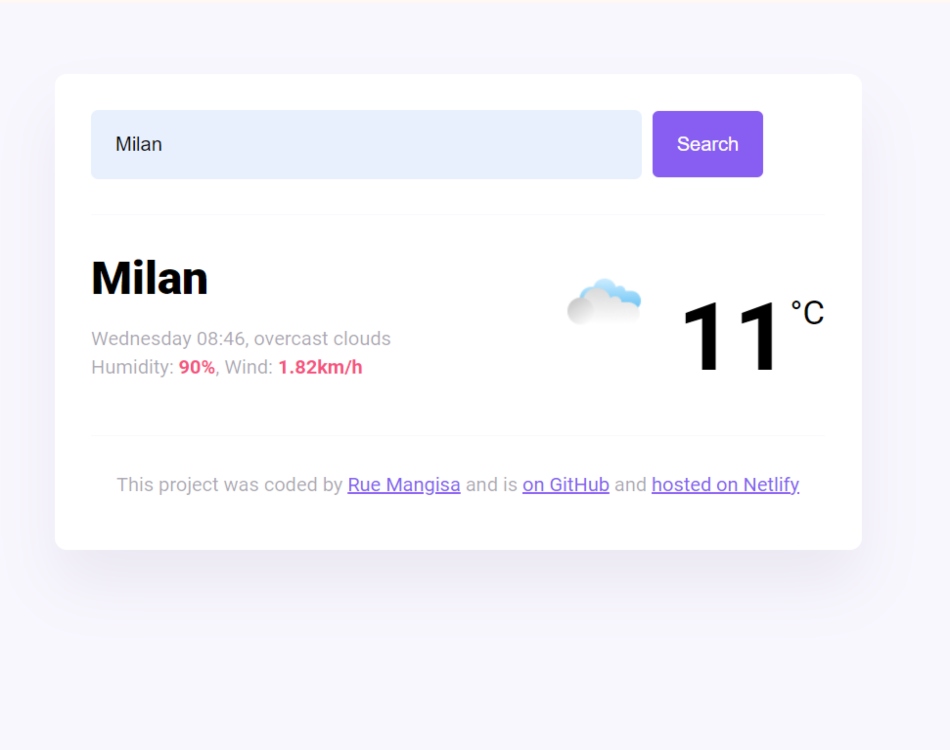 Milan
Search
Milan
11 °C
Wednesday 08:46, overcast clouds
Humidity: 90%, Wind: 1.82km/h
This project was coded by Rue Mangisa and is on GitHub and hosted on Netlify